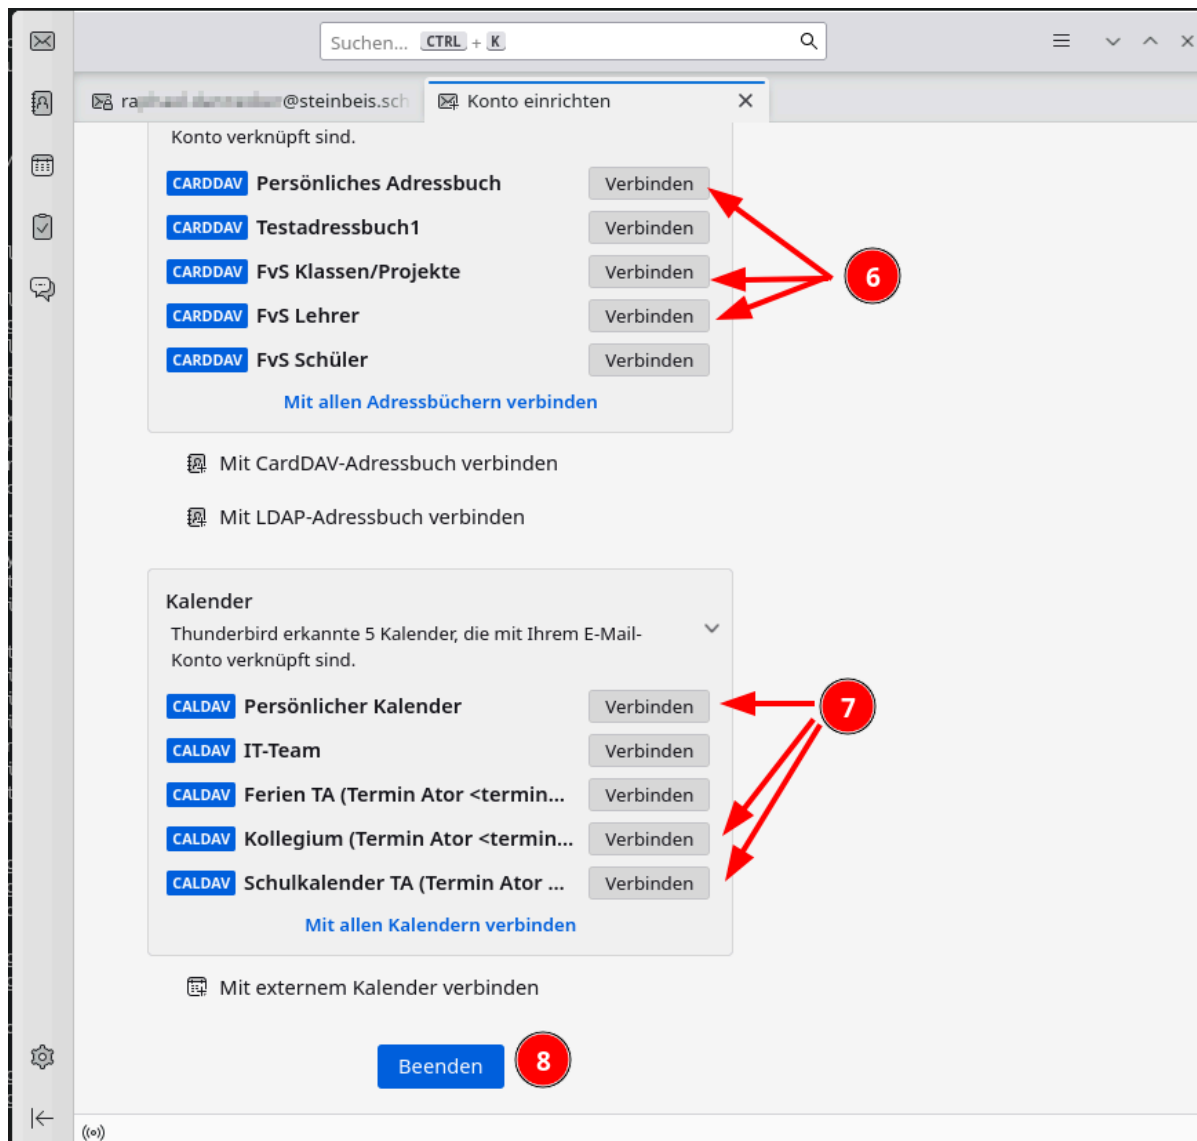 Suchen... CTRL + K
ra @steinbeis.sch
Konto einrichten
Konto verknüpft sind.
CARDDAV Persönliches Adressbuch Verbinden
CARDDAV Testadressbuch1 Verbinden
CARDDAV FvS Klassen/Projekte Verbinden
6
CARDDAV FvS Lehrer Verbinden
CARDDAV FvS Schüler Verbinden
Mit allen Adressbüchern verbinden
Mit CardDAV-Adressbuch verbinden
Mit LDAP-Adressbuch verbinden
Kalender
Thunderbird erkannte 5 Kalender, die mit Ihrem E-Mail-
Konto verknüpft sind.
CALDAV Persönlicher Kalender Verbinden
7
CALDAV IT-Team Verbinden
CALDAV Ferien TA (Termin Ator <termin... Verbinden
CALDAV Kollegium (Termin Ator <termin... Verbinden
CALDAV Schulkalender TA (Termin Ator ... Verbinden
Mit allen Kalendern verbinden
Mit externem Kalender verbinden
Beenden
8